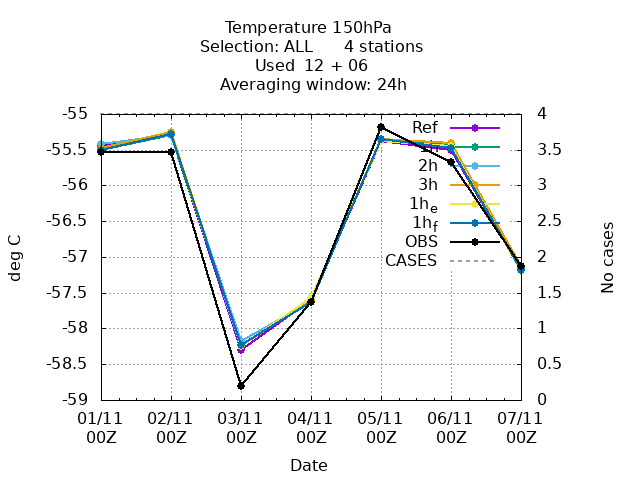 Temperature 150hPa
Selection: ALL 4 stations
Used 12 + 06
Averaging window: 24h
-55
-55.5
-56
-56.5
-57
-57.5
-58
-58.5
-59
deg C
4
3.5
3
2.5
2
1.5
1
0.5
0
No cases
Ref
2h
3h
1h_e
1h_f
OBS
CASES
01/11 02/11 03/11 04/11 05/11 06/11 07/11
00Z 00Z 00Z 00Z 00Z 00Z 00Z
Date